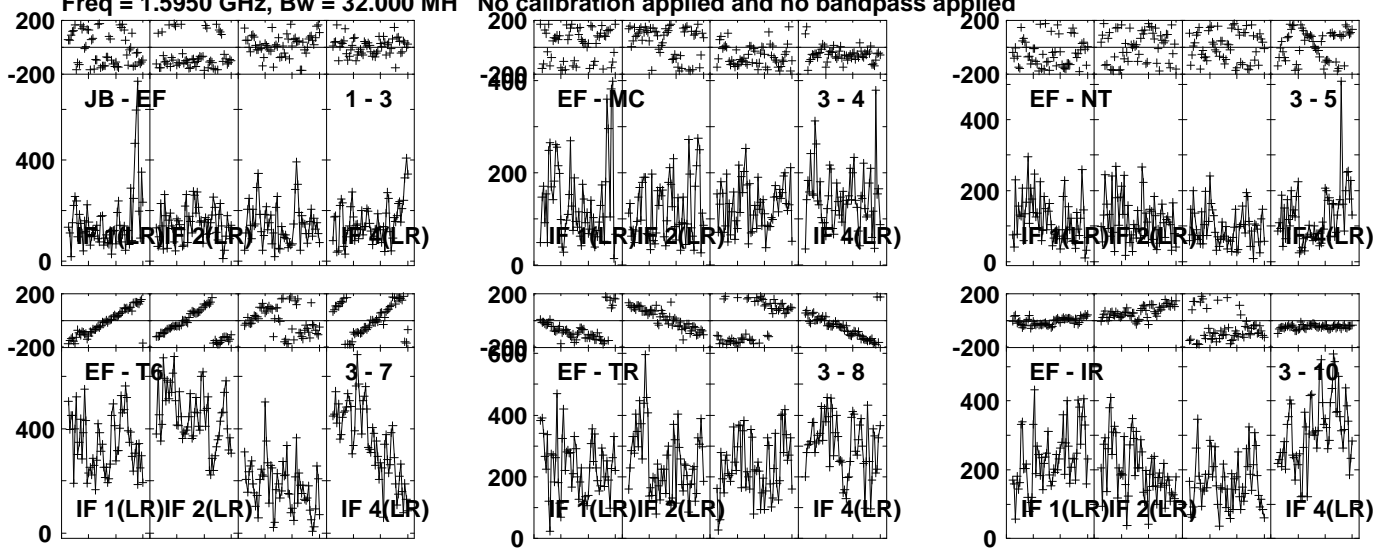 Freq = 1.5950 GHz, Bw = 32.000 MH No calibration applied and no bandpass applied
200
-200
JB - EF 1 - 3
400
0
IF 1(LR) IF 2(LR) IF 4(LR)
200
-200
400
EF - MC 3 - 4
200
0
IF 1(LR) IF 2(LR) IF 4(LR)
200
-200
EF - NT 3 - 5
400
200
0
IF 1(LR) IF 2(LR) IF 4(LR)
200
-200
EF - T6 3 - 7
400
0
IF 1(LR) IF 2(LR) IF 4(LR)
200
-200
600
EF - TR 3 - 8
400
200
0
IF 1(LR) IF 2(LR) IF 4(LR)
200
-200
EF - IR 3 - 10
400
200
0
IF 1(LR) IF 2(LR) IF 4(LR)